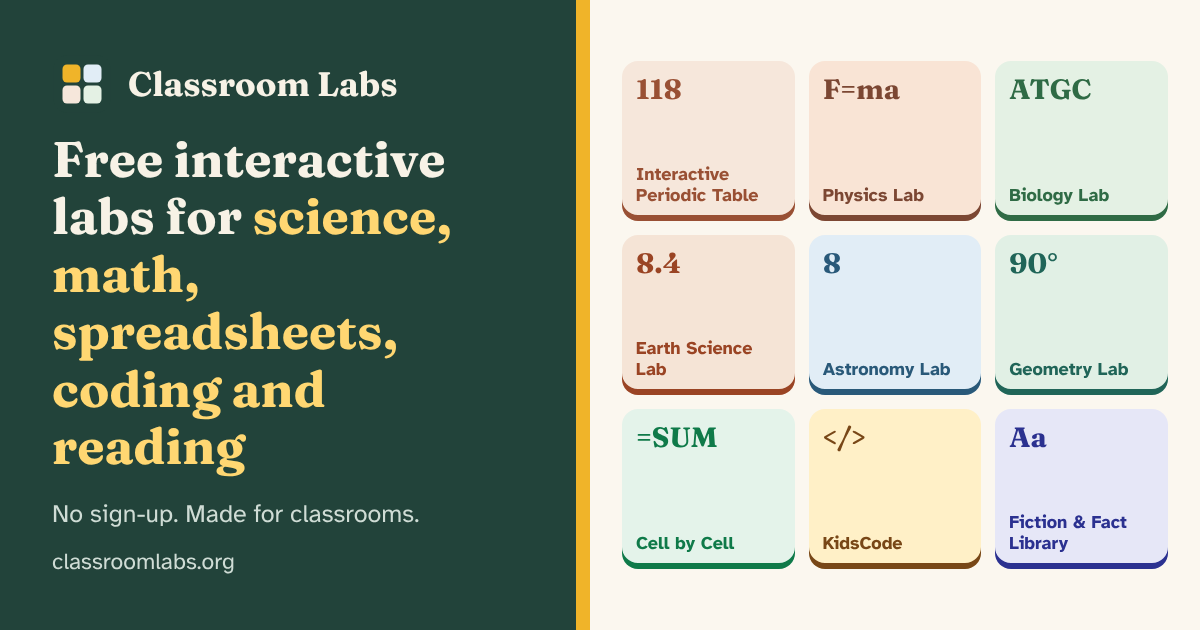 Classroom Labs
Free interactive
labs for science,
math,
spreadsheets,
coding and
reading
No sign-up. Made for classrooms.
classroomlabs.org
118
Interactive
Periodic Table
F=ma
Physics Lab
ATGC
Biology Lab
8.4
Earth Science
Lab
8
Astronomy Lab
90°
Geometry Lab
=SUM
Cell by Cell
</>
KidsCode
Aa
Fiction & Fact
Library